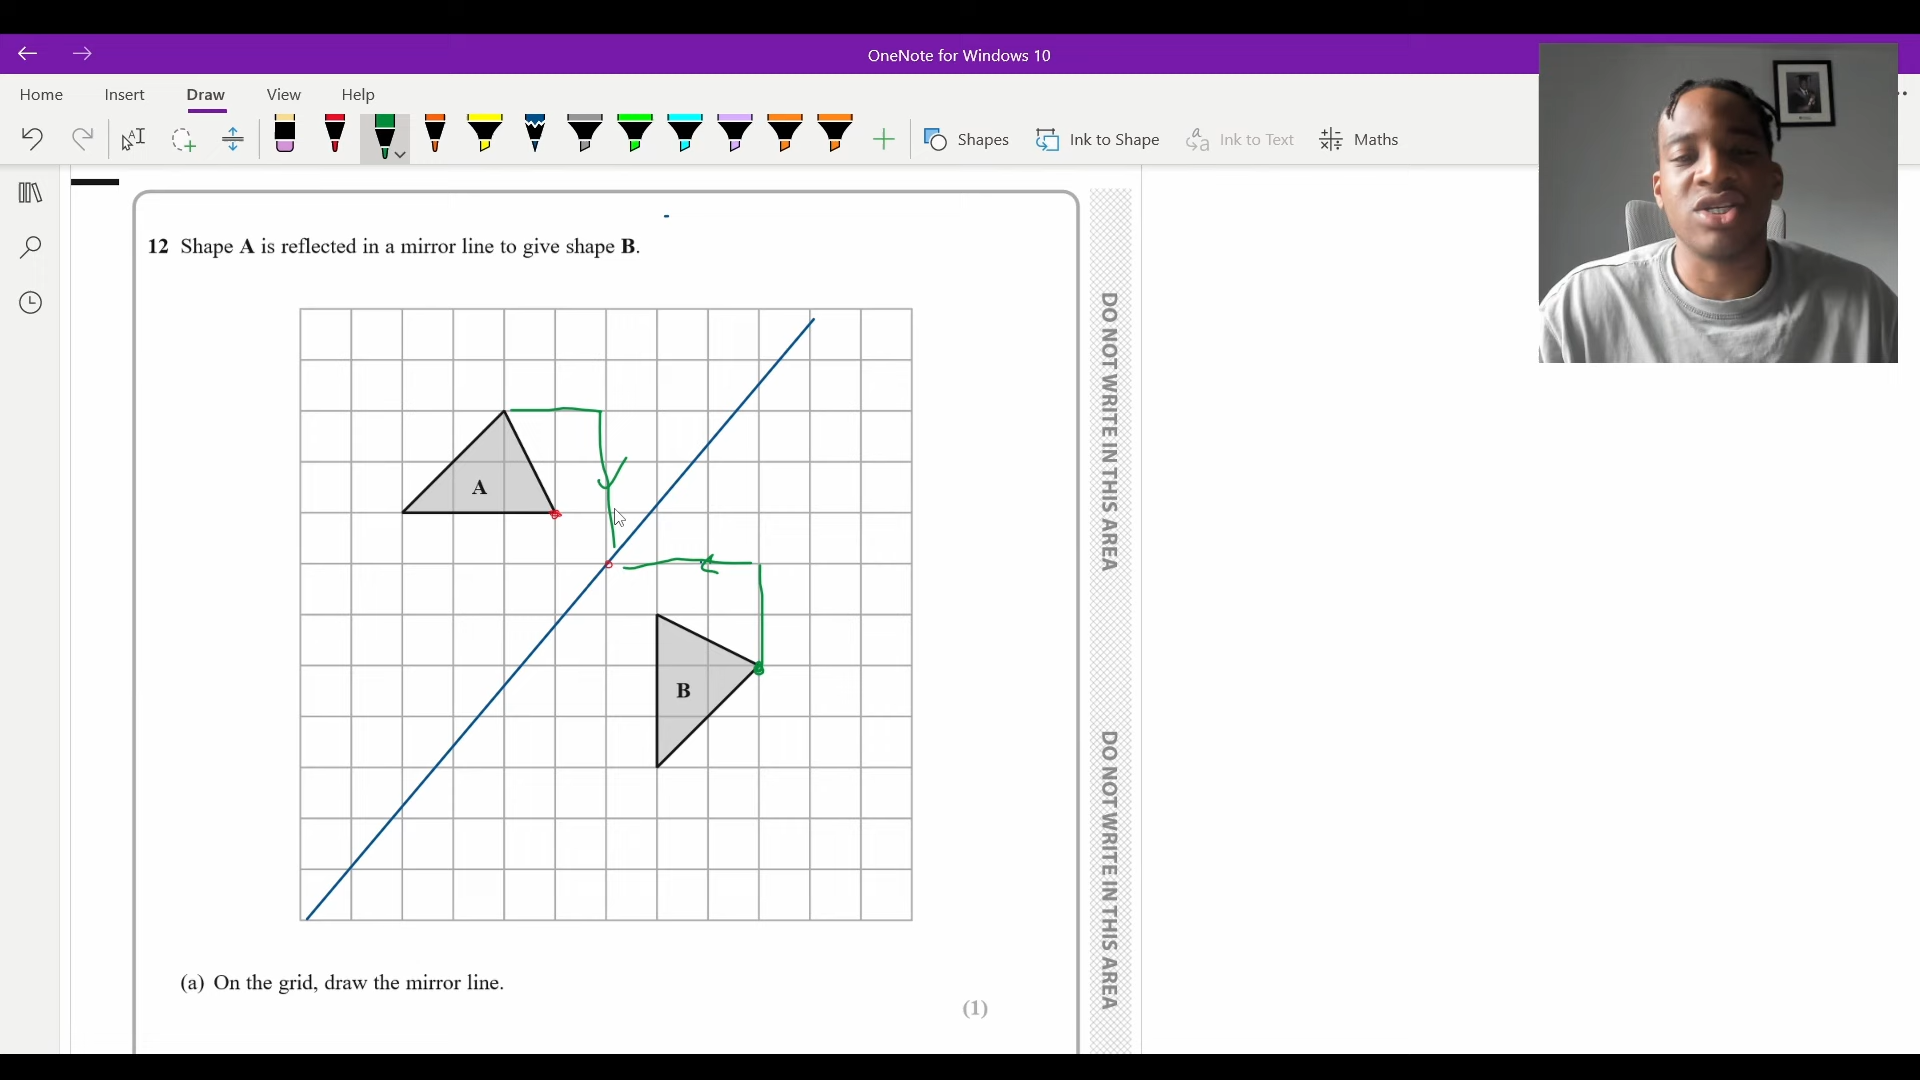 OneNote for Windows 10
Home Insert Draw View Help
Shapes Ink to Shape Ink to Text Maths
12 Shape A is reflected in a mirror line to give shape B.
A
B
(a) On the grid, draw the mirror line.
(1)
DO NOT WRITE IN THIS AREA
DO NOT WRITE IN THIS AREA